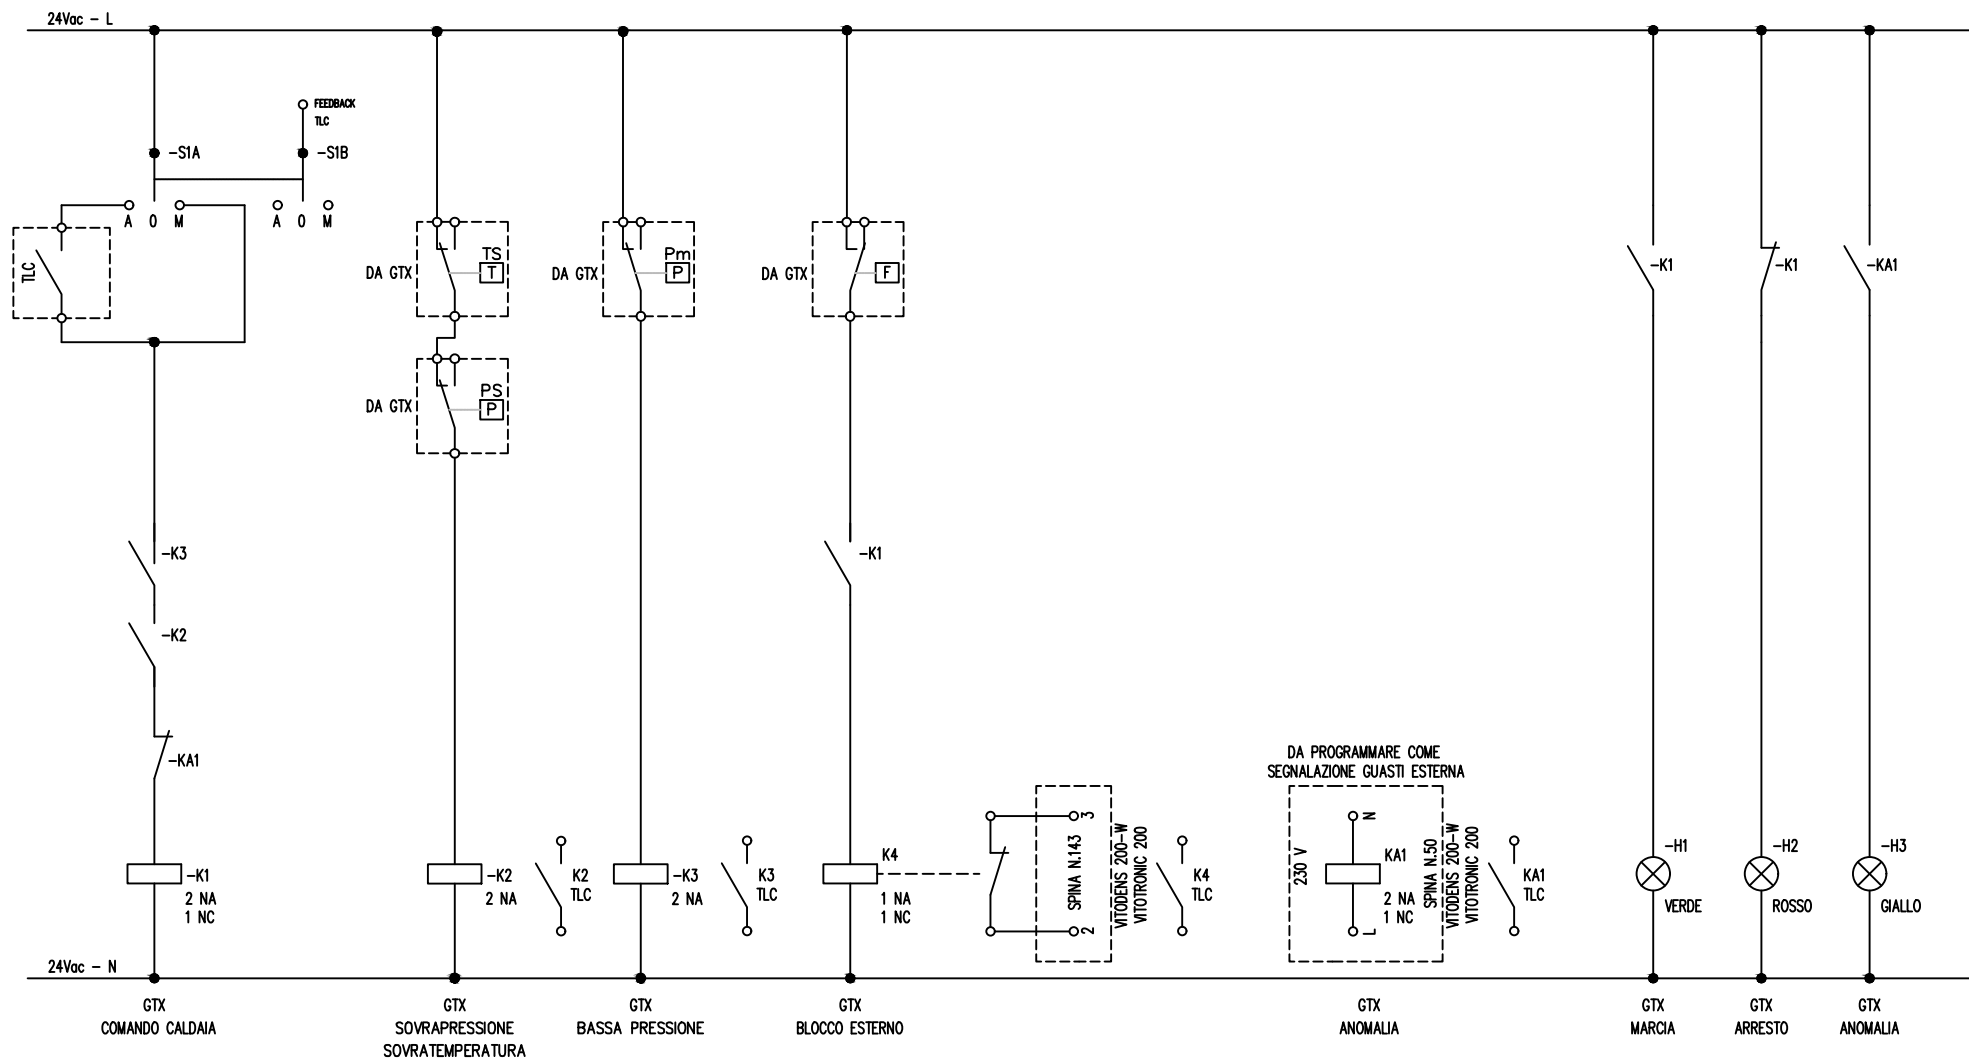 24Vac - L
FEEDBACK
TLC
-S1A
-S1B
A 0 M
A 0 M
TLC
DA GTX
TS
T
DA GTX
Pm
P
DA GTX
F
-K1
-K1
-KA1
DA GTX
PS
P
-K3
-K1
-K2
-KA1
DA PROGRAMMARE COME
SEGNALAZIONE GUASTI ESTERNA
-K1
2 NA
1 NC
-K2
2 NA
K2
TLC
-K3
2 NA
K3
TLC
K4
1 NA
1 NC
3
2
SPINA N.143
VITODENS 200-W
VITOTRONIC 200
K4
TLC
230 V
N
L
KA1
2 NA
1 NC
SPINA N.50
VITODENS 200-W
VITOTRONIC 200
KA1
TLC
-H1
VERDE
-H2
ROSSO
-H3
GIALLO
24Vac - N
GTX
COMANDO CALDAIA
GTX
SOVRAPRESSIONE
SOVRATEMPERATURA
GTX
BASSA PRESSIONE
GTX
BLOCCO ESTERNO
GTX
ANOMALIA
GTX
MARCIA
GTX
ARRESTO
GTX
ANOMALIA